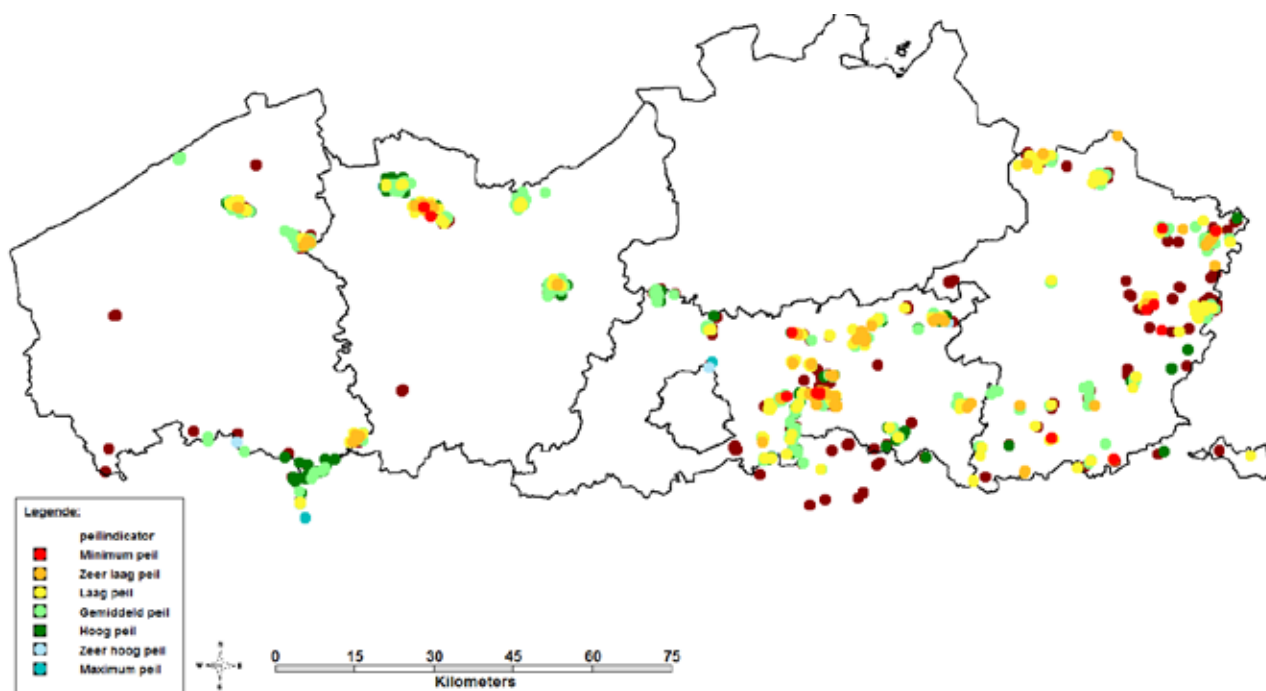 Legende:
peilindicator
Minimum peil
Zeer laag peil
Laag peil
Gemiddeld peil
Hoog peil
Zeer hoog peil
Maximum peil
N
W E
S
0 15 30 45 60 75
Kilometers